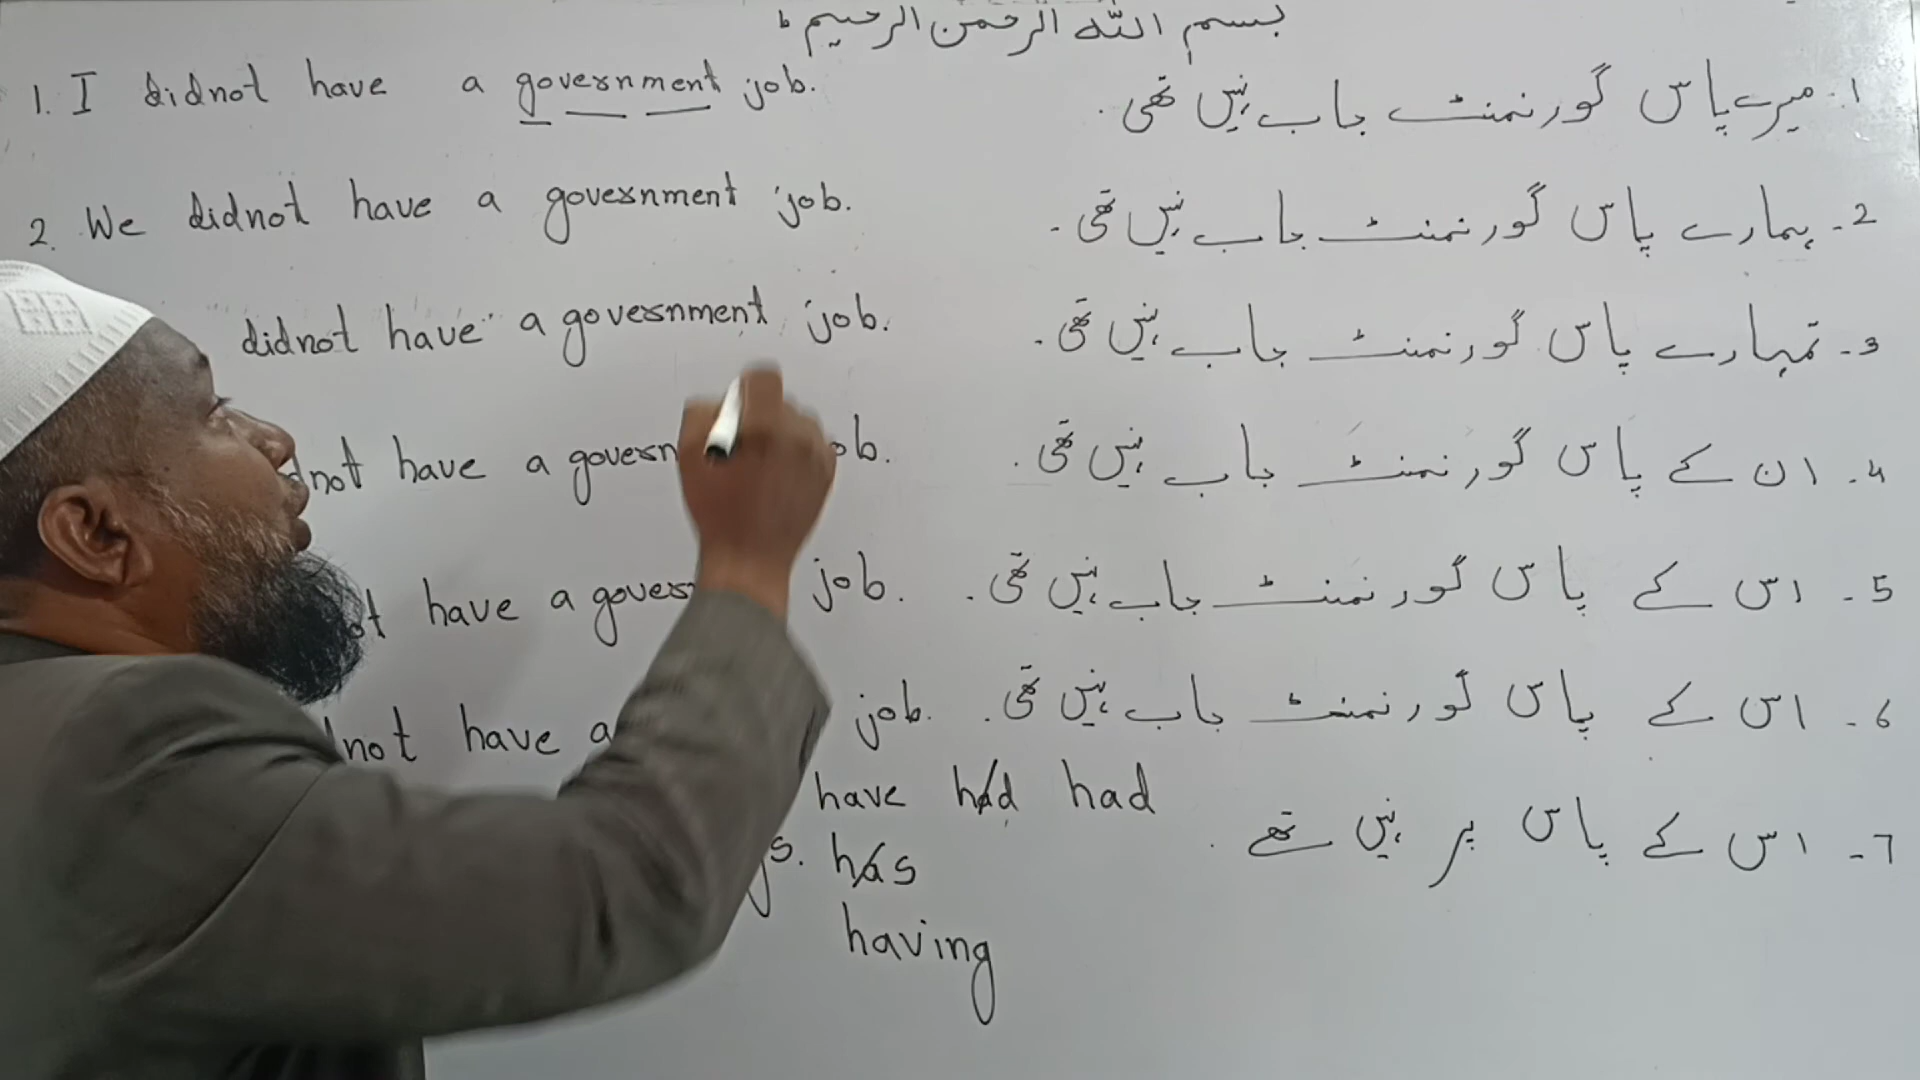 بسم اللہ الرحمن الرحیم ط
1. I didnot have a government job.
۱. میرے پاس گورنمنٹ جاب نہیں تھی.
2. We didnot have a government job.
2- ہمارے پاس گورنمنٹ جاب نہیں تھی.
didnot have a government job.
3- تمہارے پاس گورنمنٹ جاب نہیں تھی.
not have a govern ob.
۴- ان کے پاس گورنمنٹ جاب نہیں تھی.
have a gover job.
5- اس کے پاس گورنمنٹ جاب نہیں تھی.
not have a job.
6- اس کے پاس گورنمنٹ جاب نہیں تھی.
have had had
7- اس کے پاس پر نہیں تھے.
s. has
having